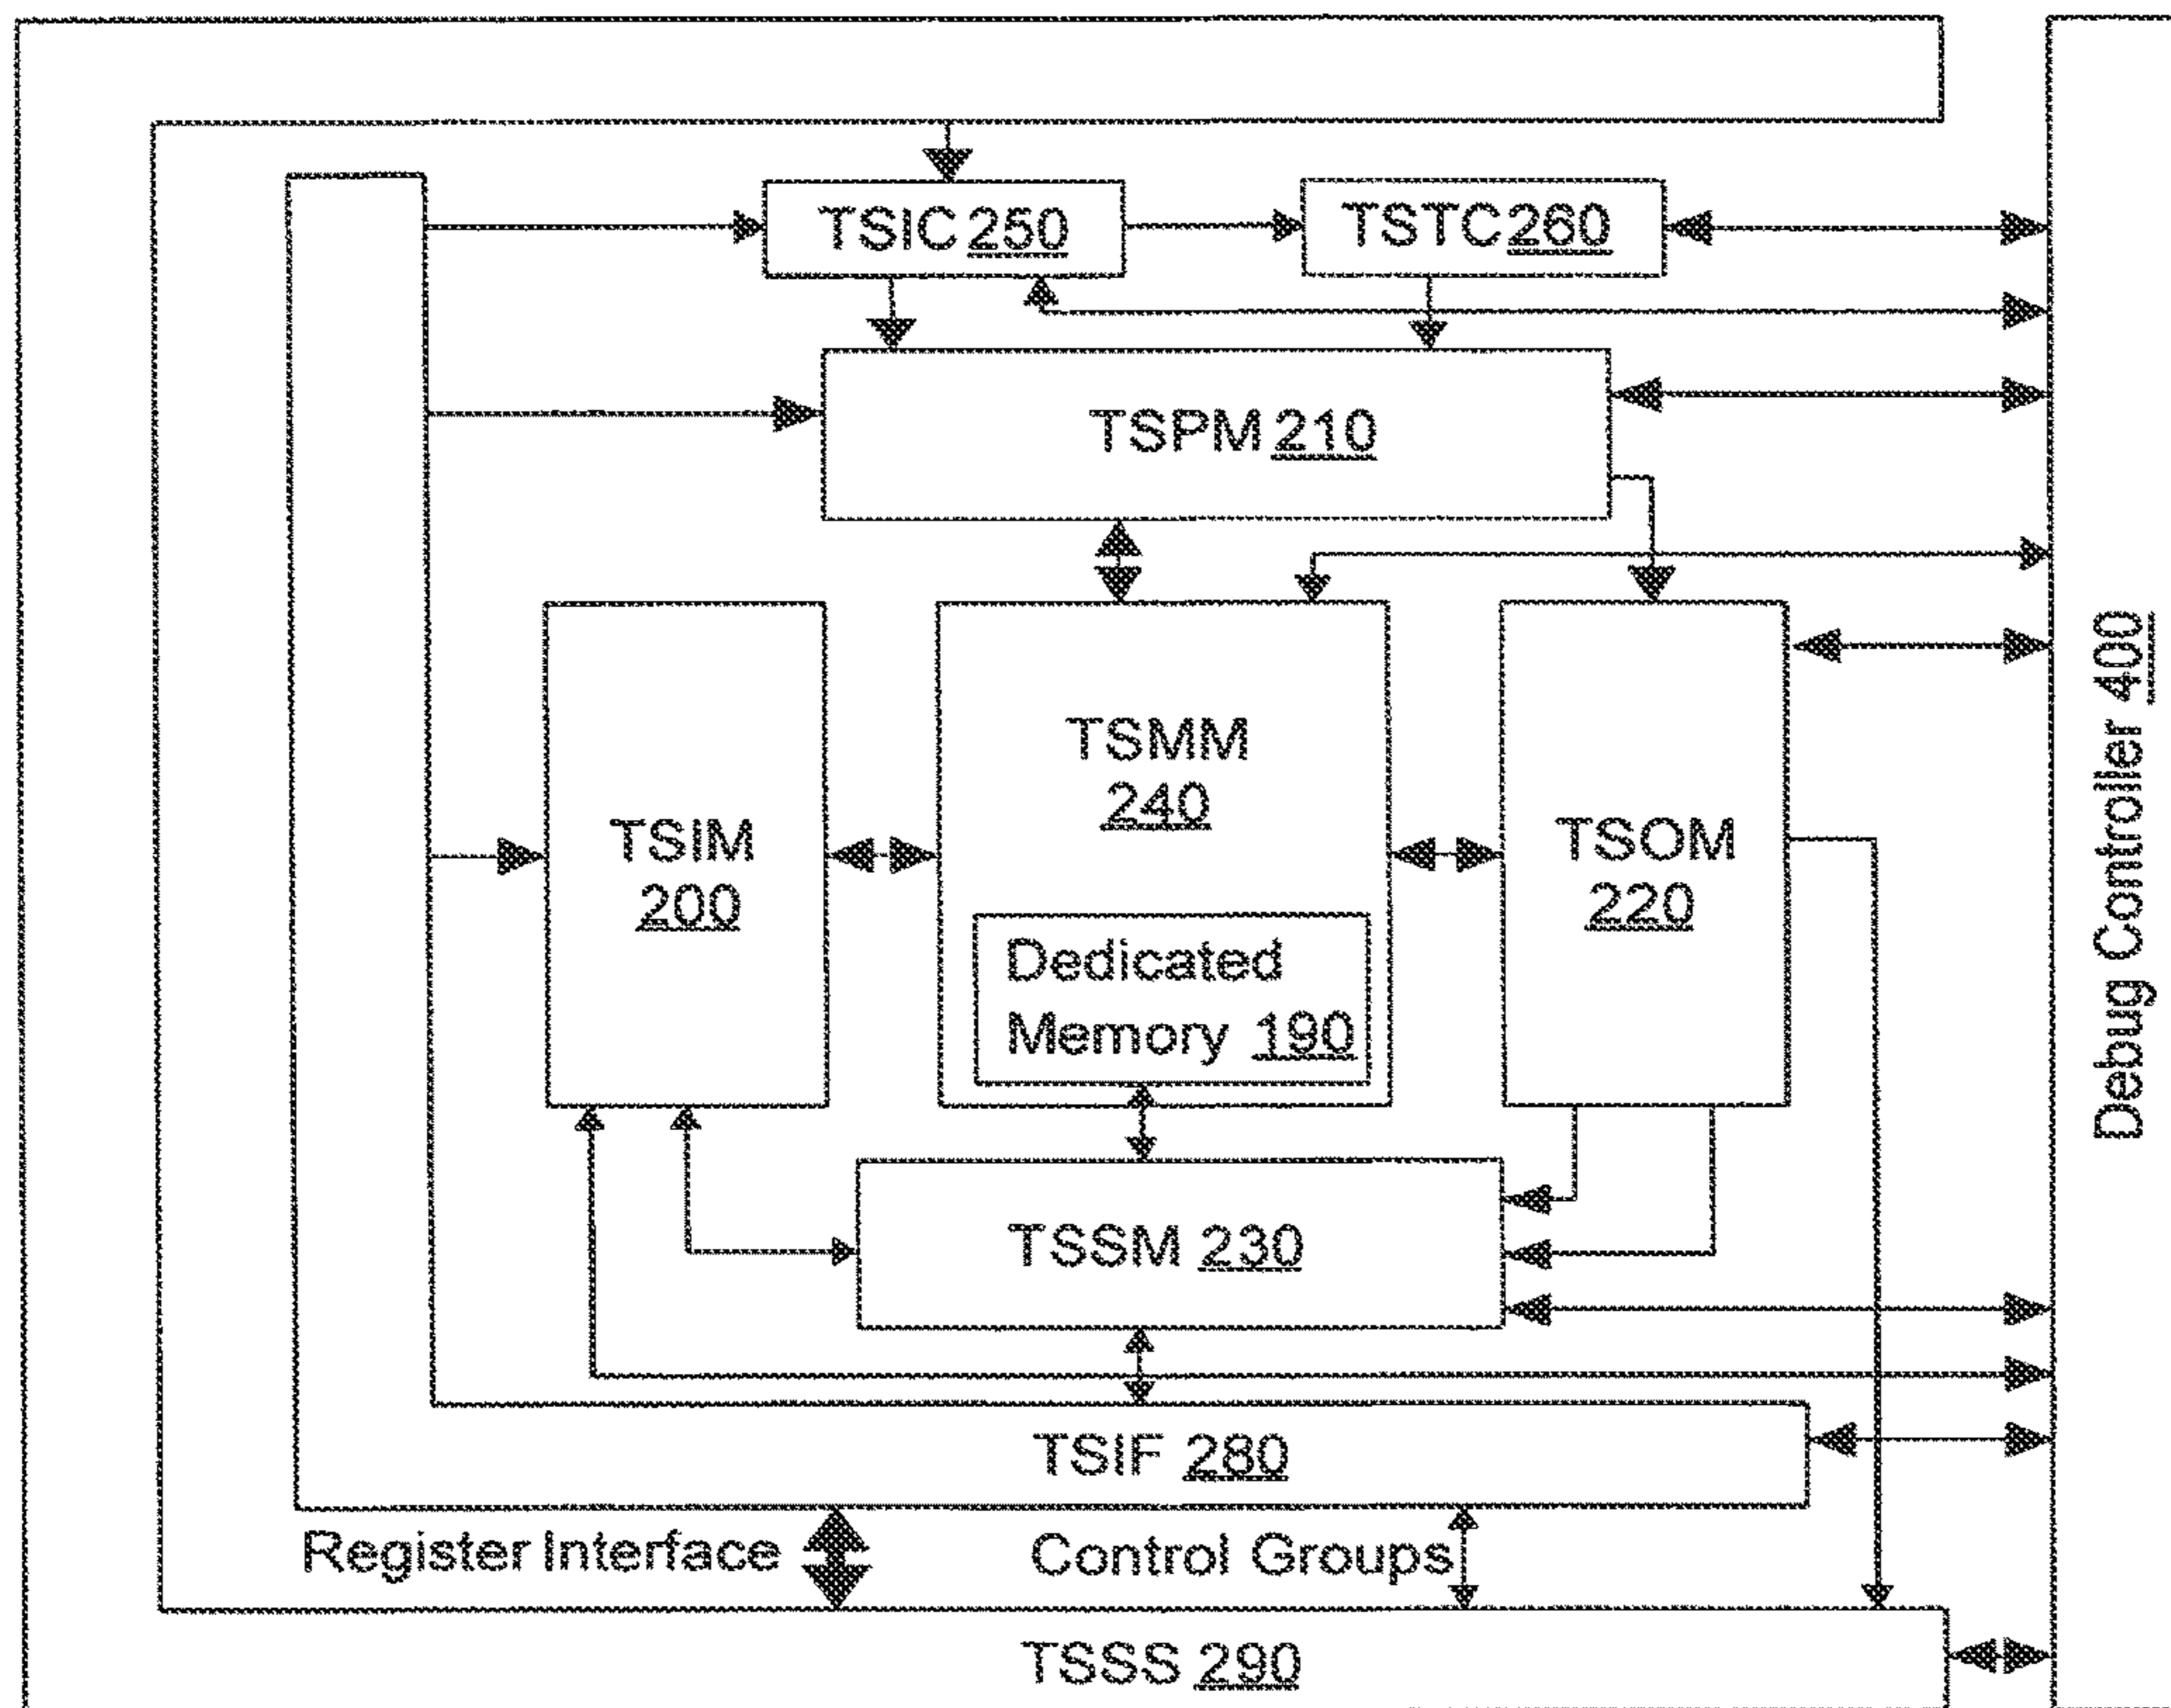 TSIC 250
TSTC 260
TSPM 210
TSIM
200
TSMM
240
Dedicated
Memory 190
TSOM
220
TSSM 230
TSIF 280
Register Interface
Control Groups
TSSS 290
Debug Controller 400